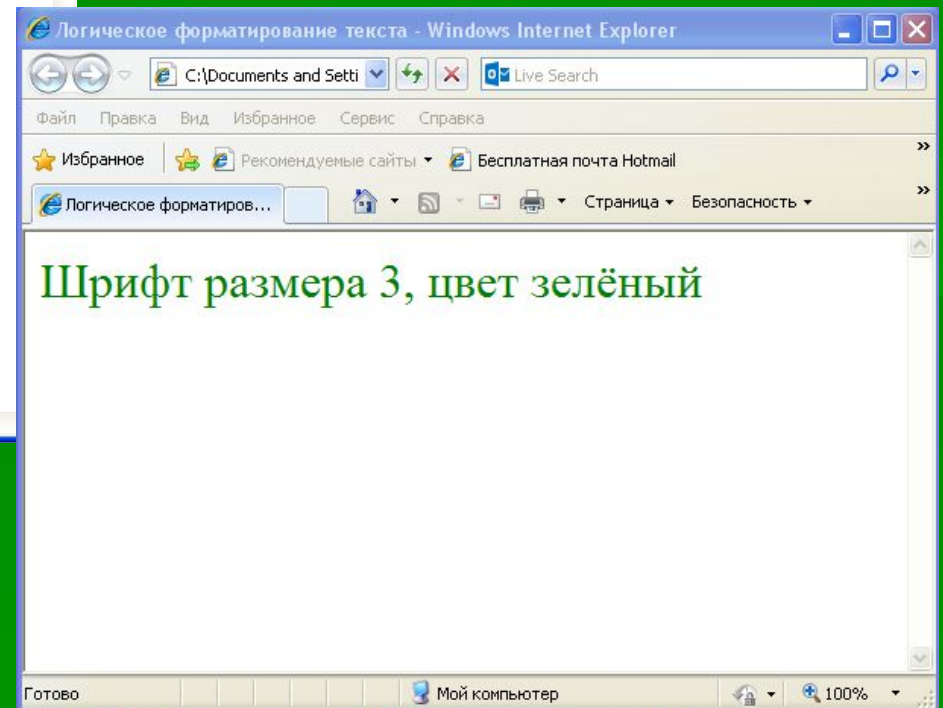 Логическое форматирование текста - Windows Internet Explorer
C:\Documents and Setti Live Search
Файл Правка Вид Избранное Сервис Справка
Избранное Рекомендуемые сайты Бесплатная почта Hotmail »
Логическое форматиров... Страница Безопасность »
Шрифт размера 3, цвет зелёный
Готово Мой компьютер 100%